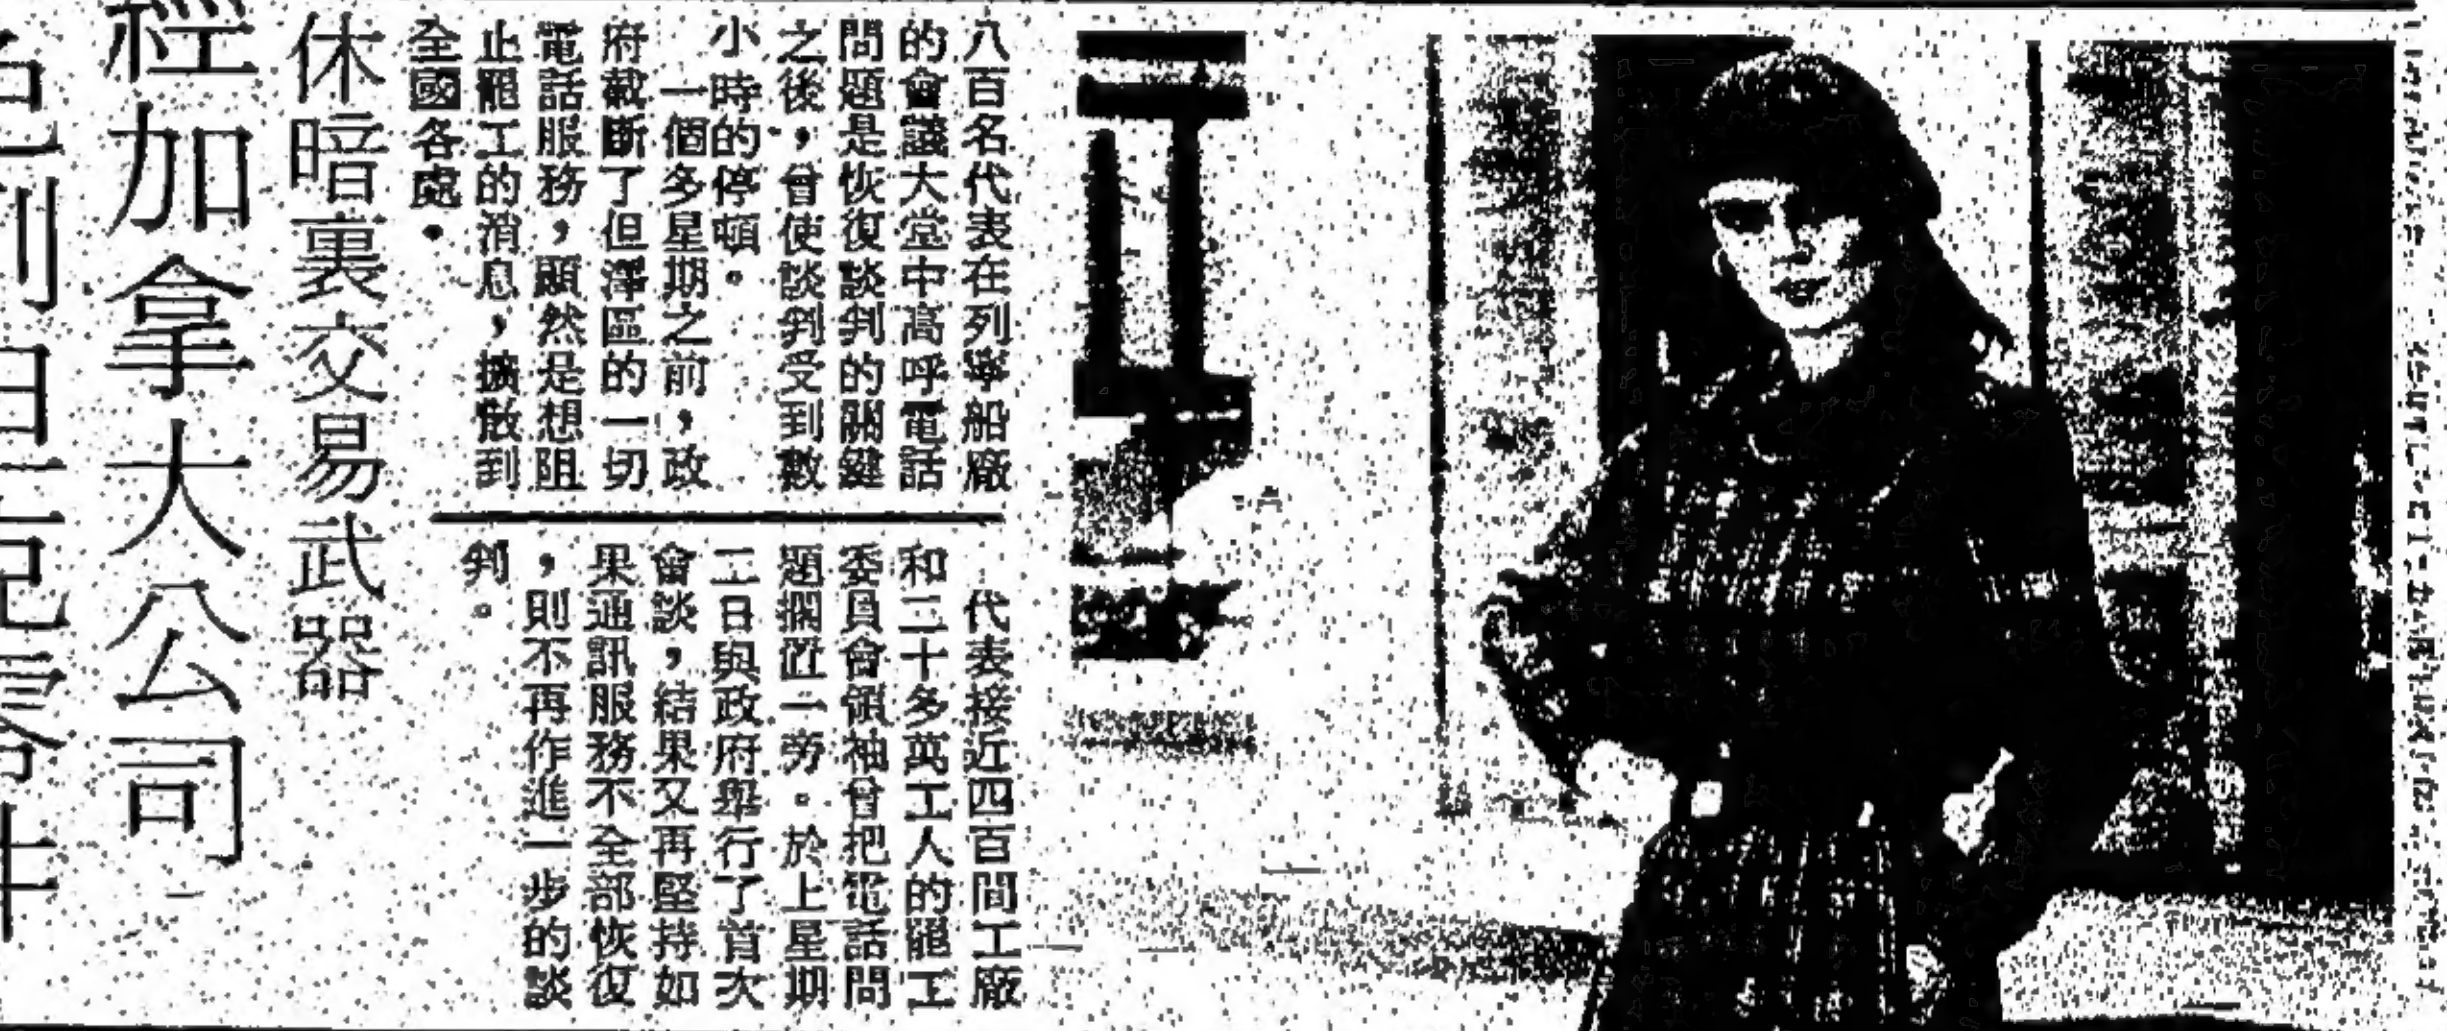 八百名代表在列寧船廠
的會議大堂中高呼電話
問題是恢復談判的關鍵
之後，曾使談判受到數
小時的停頓。
一個多星期之前，政
府截斷了但澤區的一切
電話服務，顯然是想阻
止罷工的消息，擴散到
全國各處．
代表接近四百間工廠
和二十多萬工人的罷工
委員會領袖曾把電話問
題擱置一旁。於上星期
二日與政府舉行了首次
會談，結果又再堅持如
果通訊服務不全部恢復
，則不再作進一步的談
判。
休暗裏交易武器
經加拿大公司